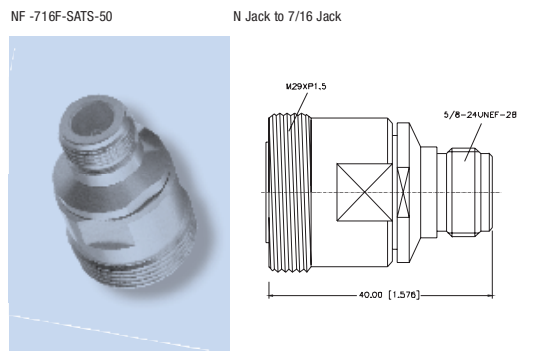 NF -716F-SATS-50
N Jack to 7/16 Jack
M29XP1.5
5/8-24UNEF-2B
40.00 [1.576]